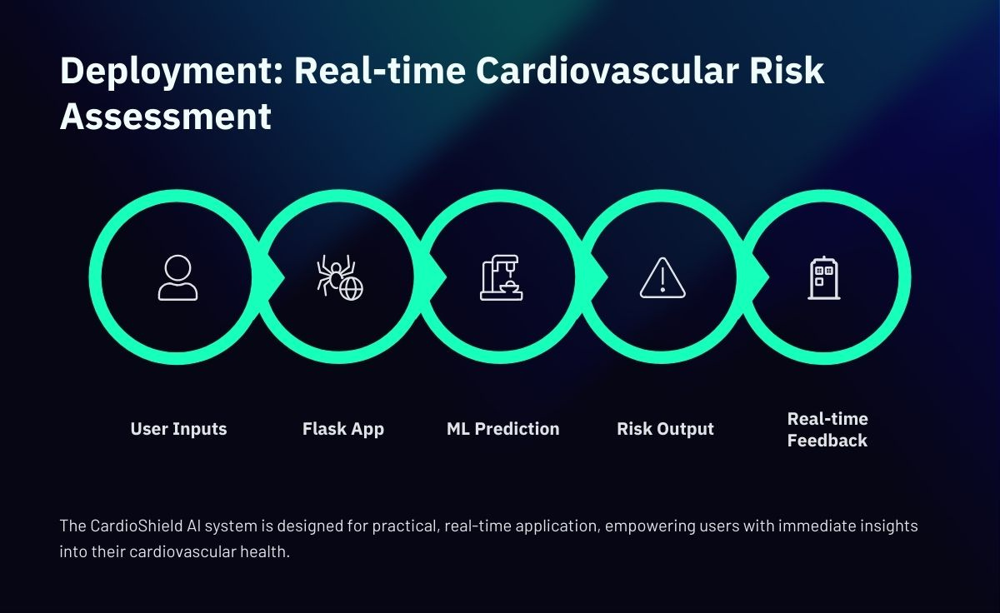 Deployment: Real-time Cardiovascular Risk
Assessment
User Inputs
Flask App
ML Prediction
Risk Output
Real-time
Feedback
The CardioShield AI system is designed for practical, real-time application, empowering users with immediate insights
into their cardiovascular health.